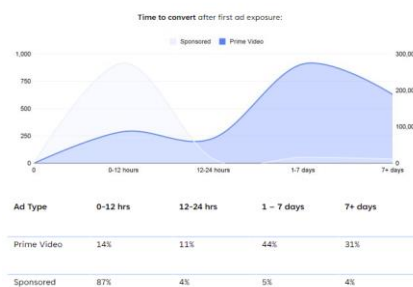 Time to convert after first ad exposure:
Sponsored Prime Video
1,000 300,000
750
200,000
500
100,000
250
0 0
0 0-12 hours 12-24 hours 1-7 days 7+ days
Ad Type 0-12 hrs 12-24 hrs 1 – 7 days 7+ days
Prime Video 14% 11% 44% 31%
Sponsored 87% 4% 5% 4%